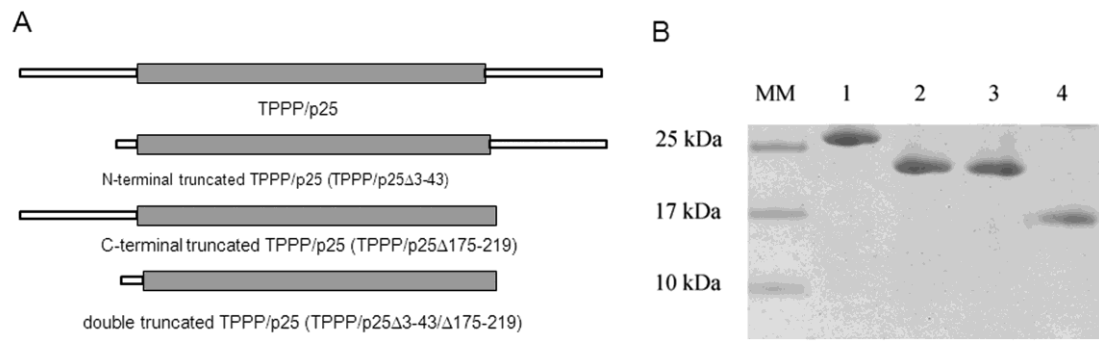 A
TPPP/p25
N-terminal truncated TPPP/p25 (TPPP/p25Δ3-43)
C-terminal truncated TPPP/p25 (TPPP/p25Δ175-219)
double truncated TPPP/p25 (TPPP/p25Δ3-43/Δ175-219)
B
MM 1 2 3 4
25 kDa
17 kDa
10 kDa